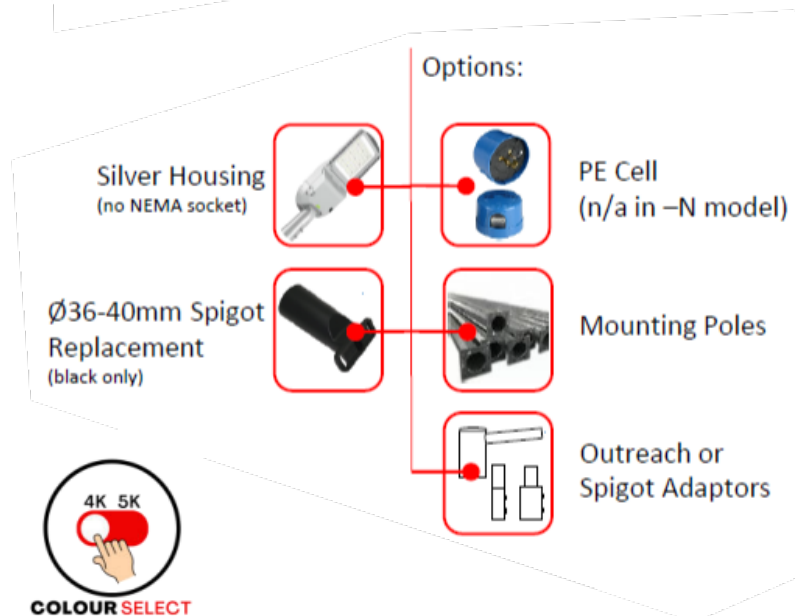 Options:
Silver Housing
(no NEMA socket)
PE Cell
(n/a in –N model)
Ø36-40mm Spigot
Replacement
(black only)
Mounting Poles
Outreach or
Spigot Adaptors
4K 5K
COLOUR SELECT